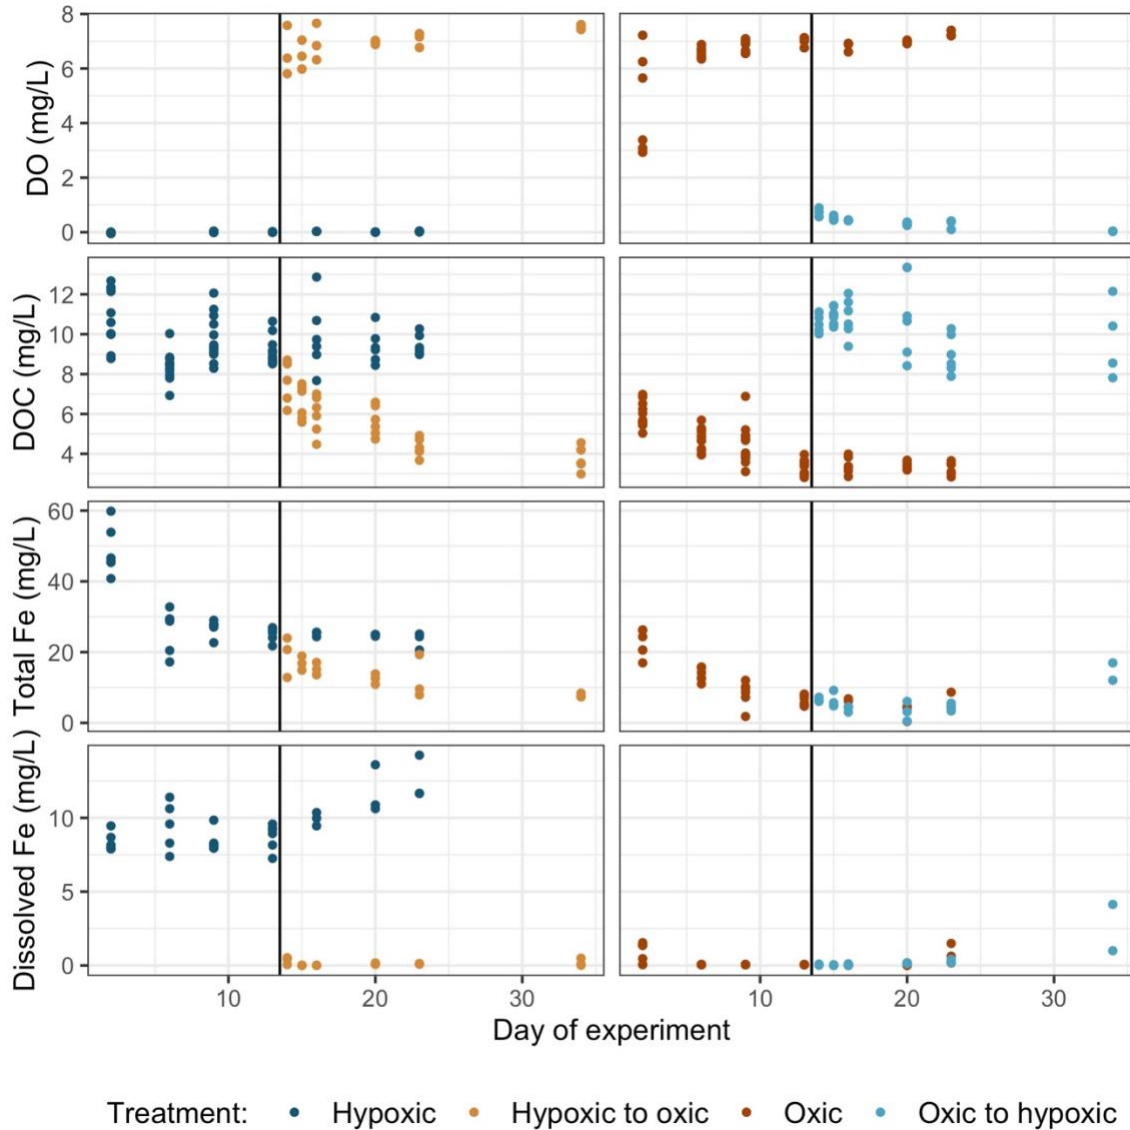 DO (mg/L)
8
6
4
2
0
DOC (mg/L)
12
10
8
6
4
Total Fe (mg/L)
60
40
20
0
Dissolved Fe (mg/L)
10
5
0
10 20 30 10 20 30
Day of experiment
Treatment: Hypoxic Hypoxic to oxic Oxic Oxic to hypoxic